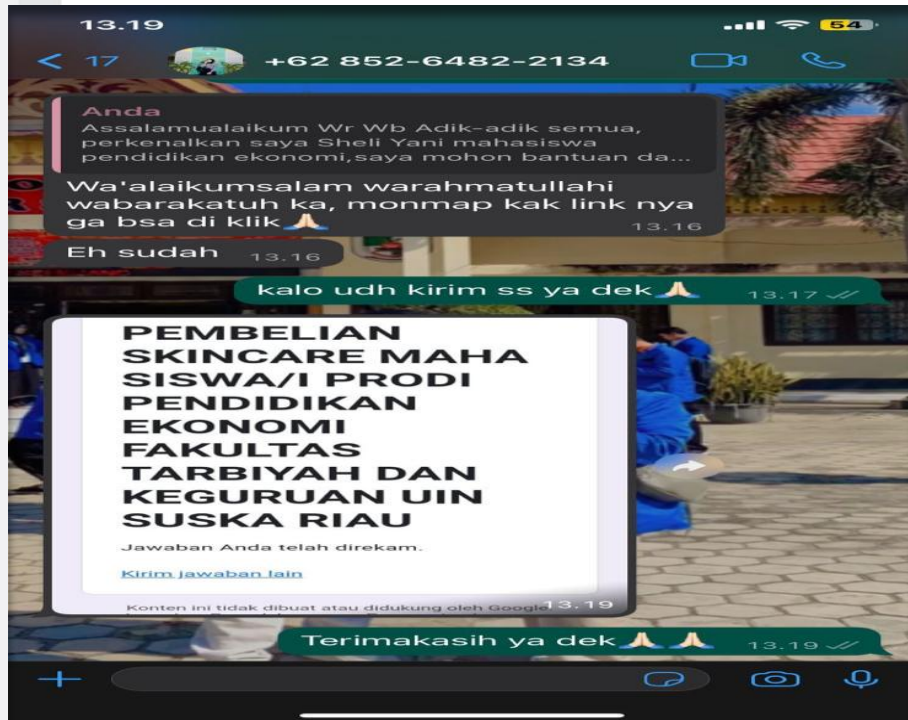 13.19
54
17
+62 852-6482-2134
Anda
Assalamualaikum Wr Wb Adik-adik semua,
perkenalkan saya Sheli Yani mahasiswa
pendidikan ekonomi,saya mohon bantuan da...
Wa'alaikumsalam warahmatullahi
wabarakatuh ka, monmap kak link nya
ga bsa di klik🙏🏻
13.16
Eh sudah 13.16
kalo udh kirim ss ya dek🙏🏻 13.17
PEMBELIAN
SKINCARE MAHA
SISWA/I PRODI
PENDIDIKAN
EKONOMI
FAKULTAS
TARBIYAH DAN
KEGURUAN UIN
SUSKA RIAU
Jawaban Anda telah direkam.
Kirim jawaban lain
Konten ini tidak dibuat atau didukung oleh Google
13.19
Terimakasih ya dek🙏🏻🙏🏻 13.19